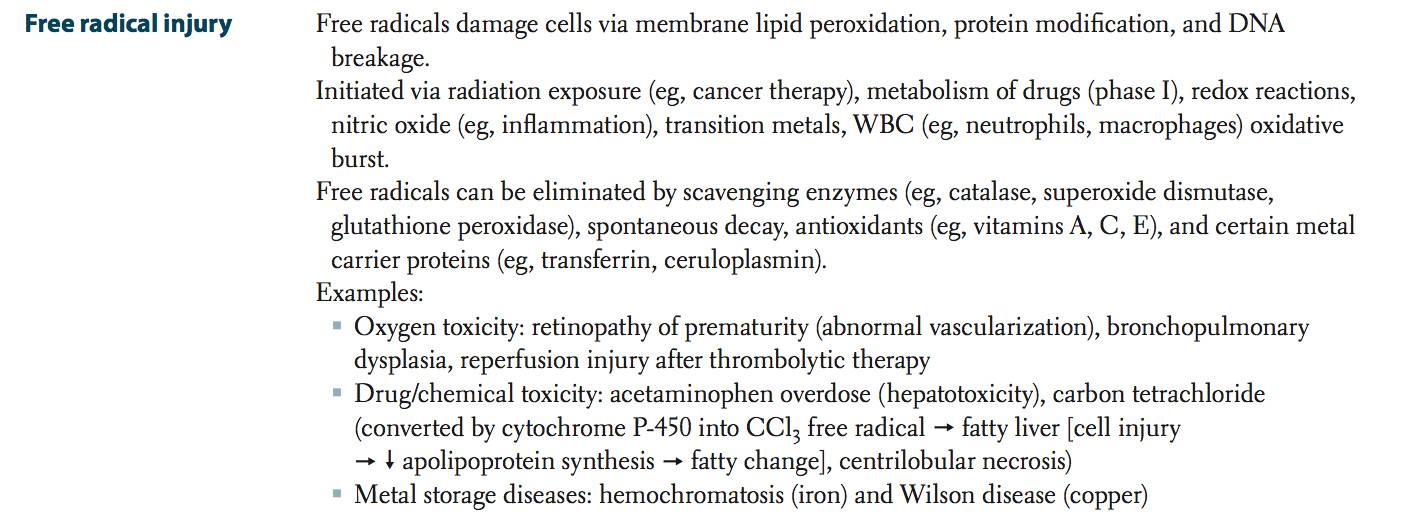 Free radical injury
Free radicals damage cells via membrane lipid peroxidation, protein modification, and DNA
breakage.
Initiated via radiation exposure (eg, cancer therapy), metabolism of drugs (phase I), redox reactions,
nitric oxide (eg, inflammation), transition metals, WBC (eg, neutrophils, macrophages) oxidative
burst.
Free radicals can be eliminated by scavenging enzymes (eg, catalase, superoxide dismutase,
glutathione peroxidase), spontaneous decay, antioxidants (eg, vitamins A, C, E), and certain metal
carrier proteins (eg, transferrin, ceruloplasmin).
Examples:
▪ Oxygen toxicity: retinopathy of prematurity (abnormal vascularization), bronchopulmonary
dysplasia, reperfusion injury after thrombolytic therapy
▪ Drug/chemical toxicity: acetaminophen overdose (hepatotoxicity), carbon tetrachloride
(converted by cytochrome P-450 into CCl₃ free radical → fatty liver [cell injury
→ ↓ apolipoprotein synthesis → fatty change], centrilobular necrosis)
▪ Metal storage diseases: hemochromatosis (iron) and Wilson disease (copper)